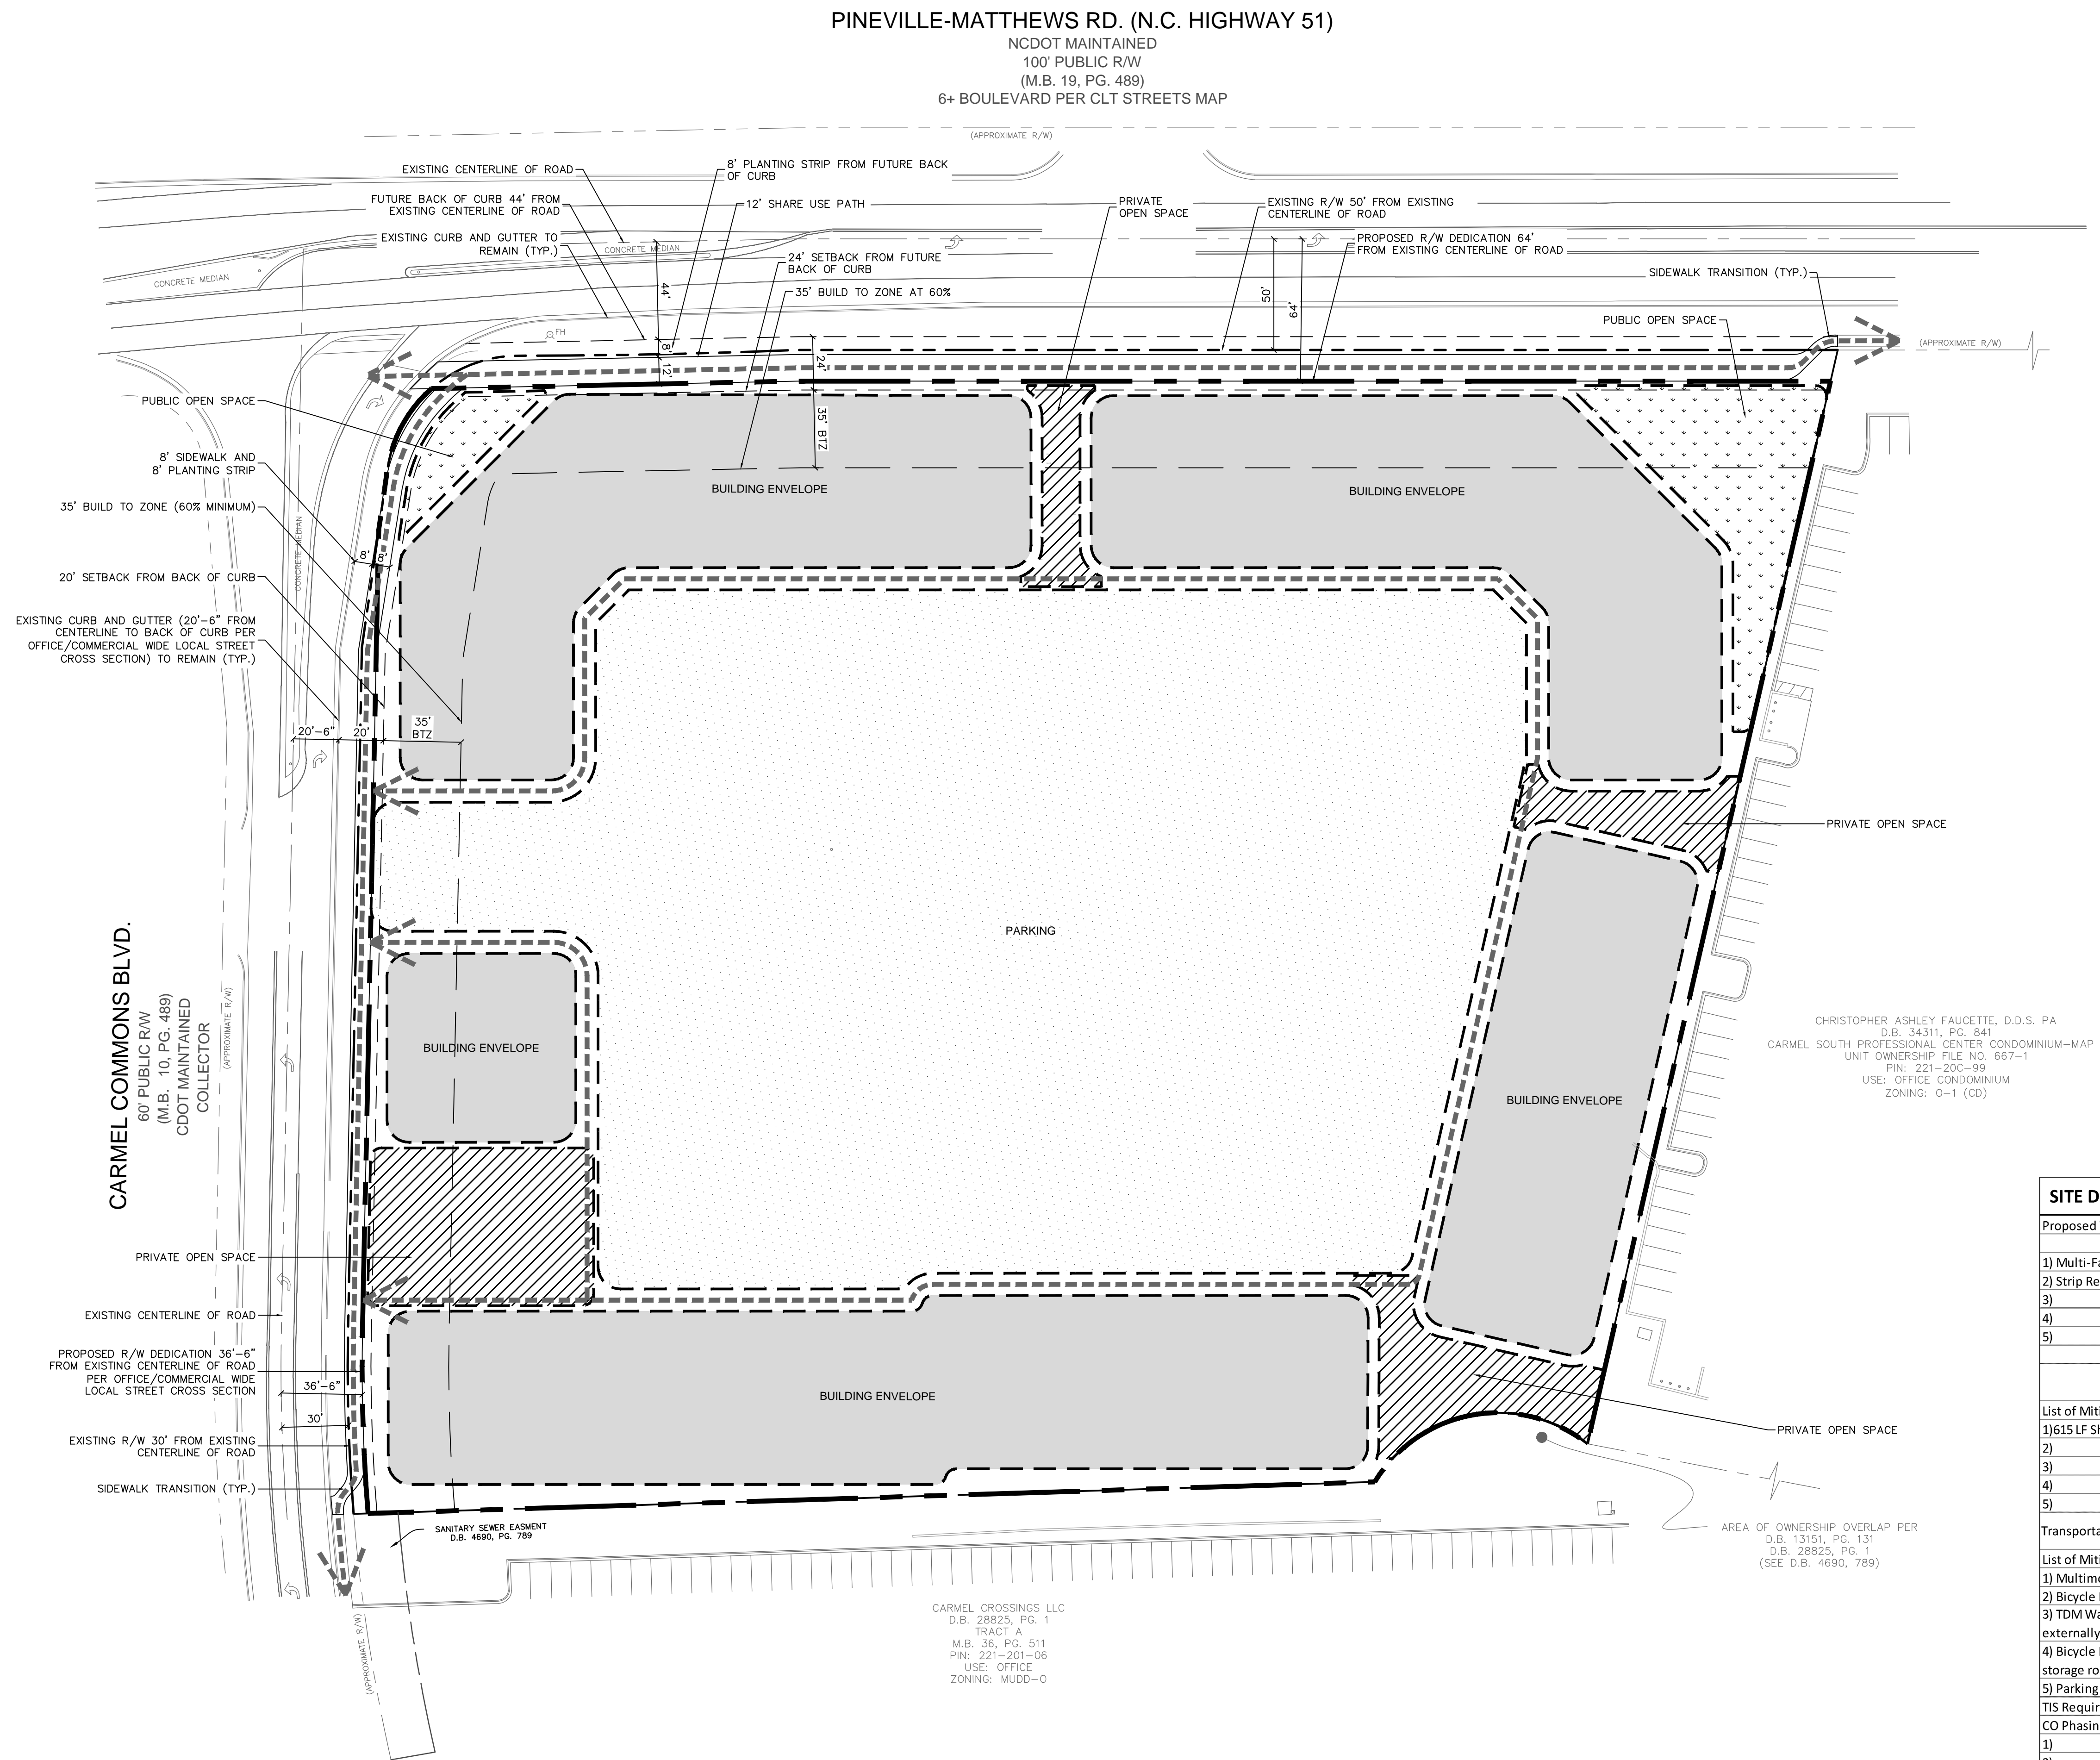 PINEVILLE-MATTHEWS RD. (N.C. HIGHWAY 51)
NCDOT MAINTAINED
100' PUBLIC R/W
(M.B. 19, PG. 489)
6+ BOULEVARD PER CLT STREETS MAP
(APPROXIMATE R/W)
EXISTING CENTERLINE OF ROAD
8' PLANTING STRIP FROM FUTURE BACK
OF CURB
FUTURE BACK OF CURB 44' FROM
EXISTING CENTERLINE OF ROAD
12' SHARE USE PATH
PRIVATE
OPEN SPACE
EXISTING R/W 50' FROM EXISTING
CENTERLINE OF ROAD
EXISTING CURB AND GUTTER TO
REMAIN (TYP.)
CONCRETE MEDIAN
PROPOSED R/W DEDICATION 64'
FROM EXISTING CENTERLINE OF ROAD
24' SETBACK FROM FUTURE
BACK OF CURB
CONCRETE MEDIAN
SIDEWALK TRANSITION (TYP.)
35' BUILD TO ZONE AT 60%
44'
50'
64'
PUBLIC OPEN SPACE
FH
(APPROXIMATE R/W)
8'
12'
24'
PUBLIC OPEN SPACE
35' BTZ
8' SIDEWALK AND
8' PLANTING STRIP
BUILDING ENVELOPE
BUILDING ENVELOPE
35' BUILD TO ZONE (60% MINIMUM)
CONCRETE MEDIAN
8'
8'
20' SETBACK FROM BACK OF CURB
EXISTING CURB AND GUTTER (20'-6" FROM
CENTERLINE TO BACK OF CURB PER
OFFICE/COMMERCIAL WIDE LOCAL STREET
CROSS SECTION) TO REMAIN (TYP.)
20'-6"
20'
35'
BTZ
PRIVATE OPEN SPACE
PARKING
CARMEL COMMONS BLVD.
60' PUBLIC R/W
(M.B. 10, PG. 489)
CDOT MAINTAINED
COLLECTOR
(APPROXIMATE R/W)
BUILDING ENVELOPE
CHRISTOPHER ASHLEY FAUCETTE, D.D.S. PA
D.B. 34311, PG. 841
CARMEL SOUTH PROFESSIONAL CENTER CONDOMINIUM-MAP
UNIT OWNERSHIP FILE NO. 667-1
PIN: 221-20C-99
USE: OFFICE CONDOMINIUM
ZONING: O-1 (CD)
BUILDING ENVELOPE
PRIVATE OPEN SPACE
EXISTING CENTERLINE OF ROAD
PROPOSED R/W DEDICATION 36'-6"
FROM EXISTING CENTERLINE OF ROAD
PER OFFICE/COMMERCIAL WIDE
LOCAL STREET CROSS SECTION
36'-6"
30'
BUILDING ENVELOPE
EXISTING R/W 30' FROM EXISTING
CENTERLINE OF ROAD
PRIVATE OPEN SPACE
SIDEWALK TRANSITION (TYP.)
SANITARY SEWER EASMENT
D.B. 4690, PG. 789
AREA OF OWNERSHIP OVERLAP PER
D.B. 13151, PG. 131
D.B. 28825, PG. 1
(SEE D.B. 4690, 789)
(APPROXIMATE R/W)
CARMEL CROSSINGS LLC
D.B. 28825, PG. 1
TRACT A
M.B. 36, PG. 511
PIN: 221-201-06
USE: OFFICE
ZONING: MUDD-O
SITE D
Proposed
1) Multi-Fa
2) Strip Re
3)
4)
5)
List of Miti
1)615 LF Sh
2)
3)
4)
5)
Transporta
List of Miti
1) Multimo
2) Bicycle
3) TDM Wa
externally
4) Bicycle
storage ro
5) Parking
TIS Requir
CO Phasin
1)